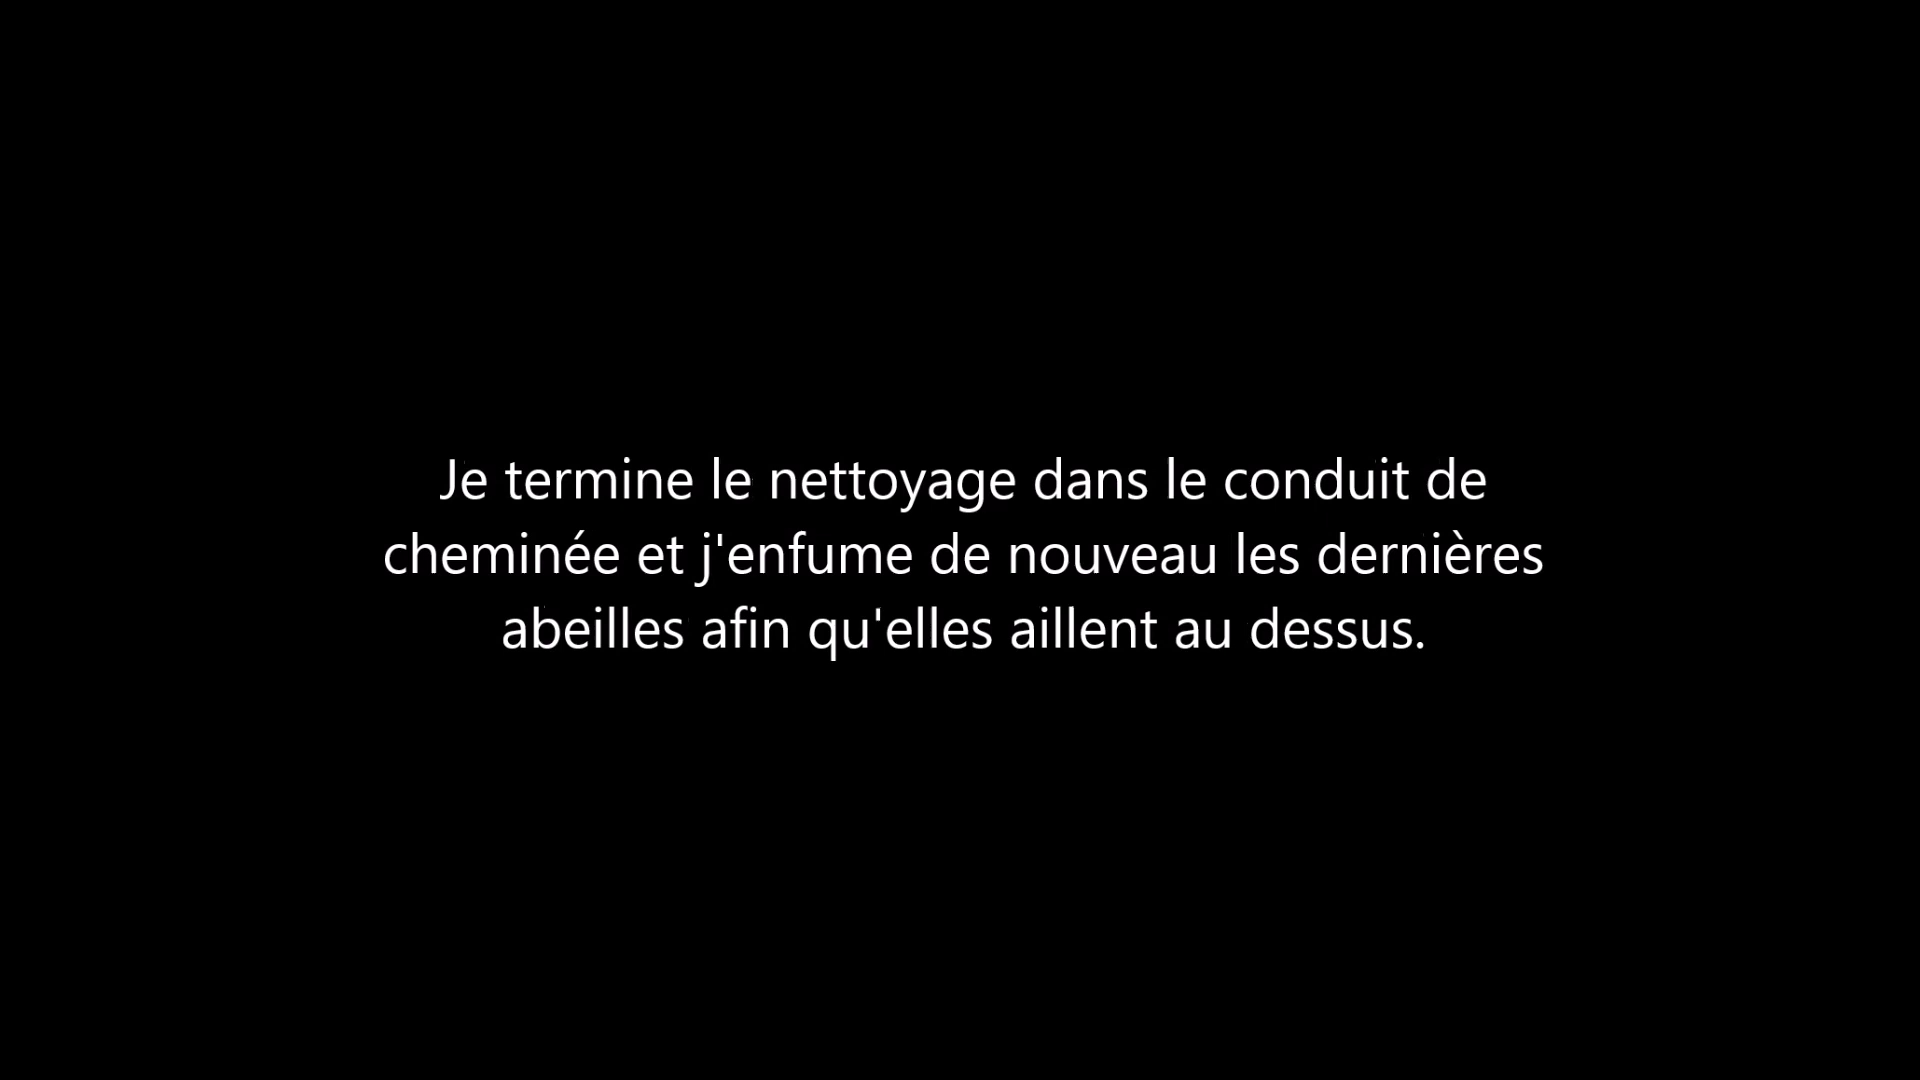 Je termine le nettoyage dans le conduit de
cheminée et j'enfume de nouveau les dernières
abeilles afin qu'elles aillent au dessus.